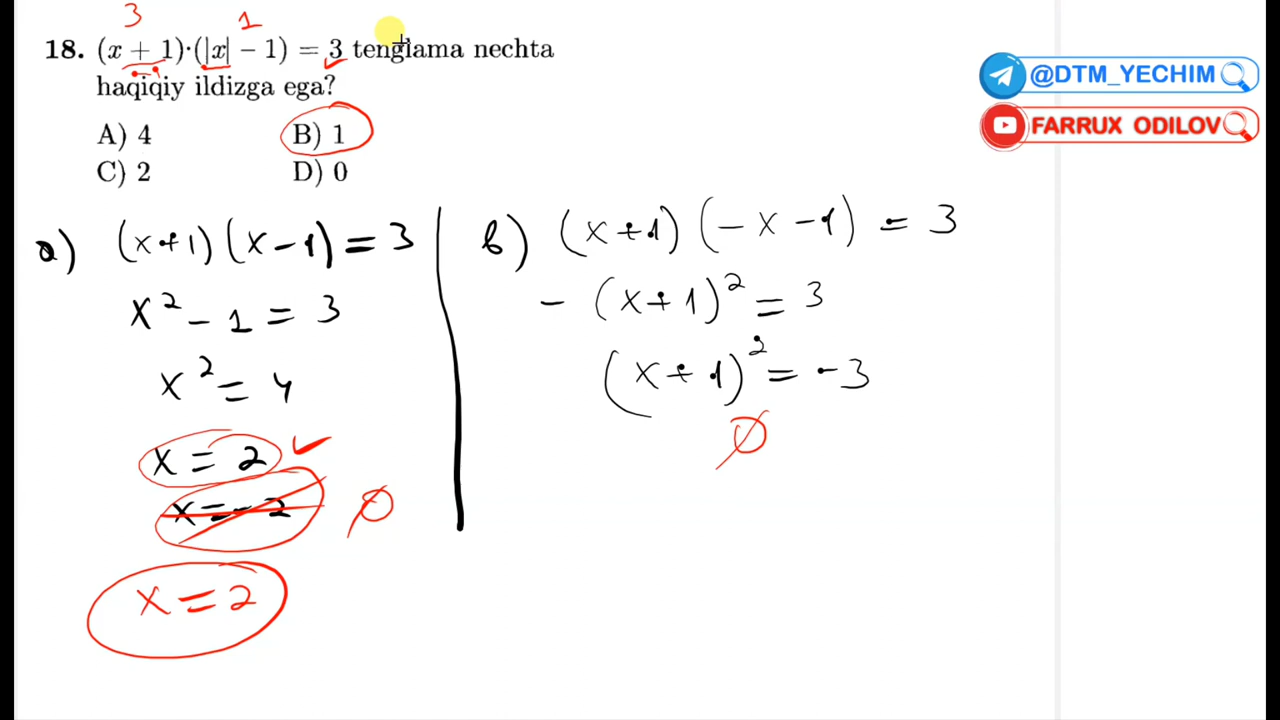 3 1
18. (x + 1)·(|x| − 1) = 3 tenglama nechta
haqiqiy ildizga ega?
A) 4 B) 1
C) 2 D) 0
@DTM_YECHIM
FARRUX ODILOV
a) (x+1)(x−1) = 3
x² − 1 = 3
x² = 4
x = 2 ✓
x = −2 ∅
x = 2
b) (x+1)(−x−1) = 3
−(x+1)² = 3
(x+1)² = −3
∅